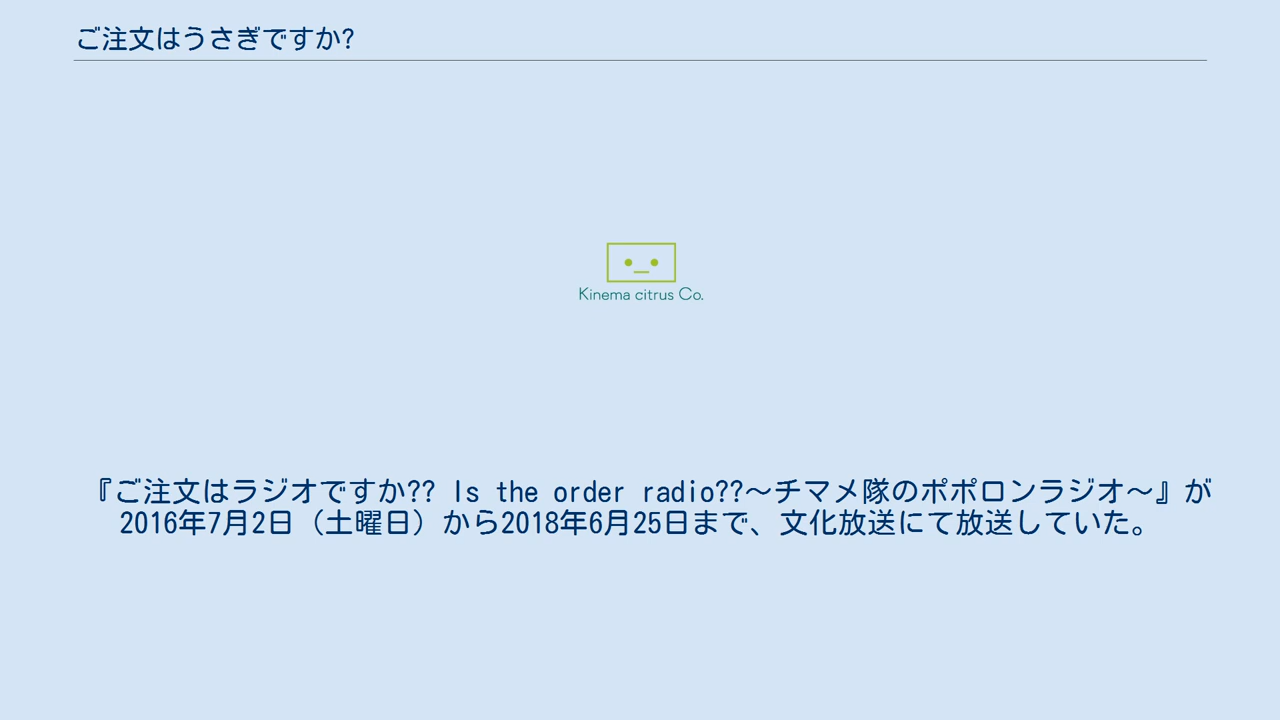 ご注文はうさぎですか?
Kinema citrus Co.
『ご注文はラジオですか?? Is the order radio??～チマメ隊のポポロンラジオ～』が
2016年7月2日（土曜日）から2018年6月25日まで、文化放送にて放送していた。